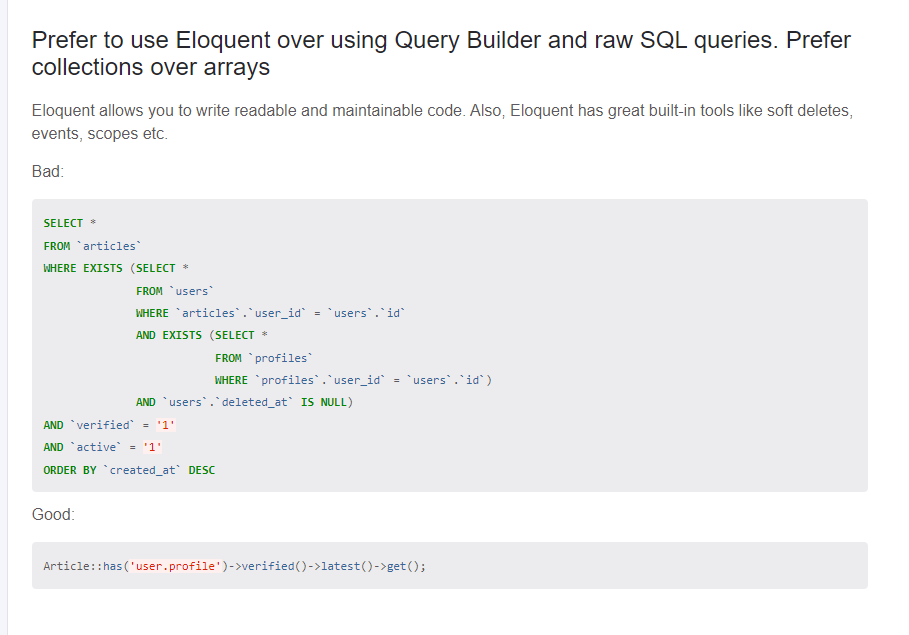 Prefer to use Eloquent over using Query Builder and raw SQL queries. Prefer
collections over arrays
Eloquent allows you to write readable and maintainable code. Also, Eloquent has great built-in tools like soft deletes,
events, scopes etc.
Bad:
SELECT *
FROM `articles`
WHERE EXISTS (SELECT *
              FROM `users`
              WHERE `articles`.`user_id` = `users`.`id`
              AND EXISTS (SELECT *
                          FROM `profiles`
                          WHERE `profiles`.`user_id` = `users`.`id`)
              AND `users`.`deleted_at` IS NULL)
AND `verified` = '1'
AND `active` = '1'
ORDER BY `created_at` DESC
Good:
Article::has('user.profile')->verified()->latest()->get();